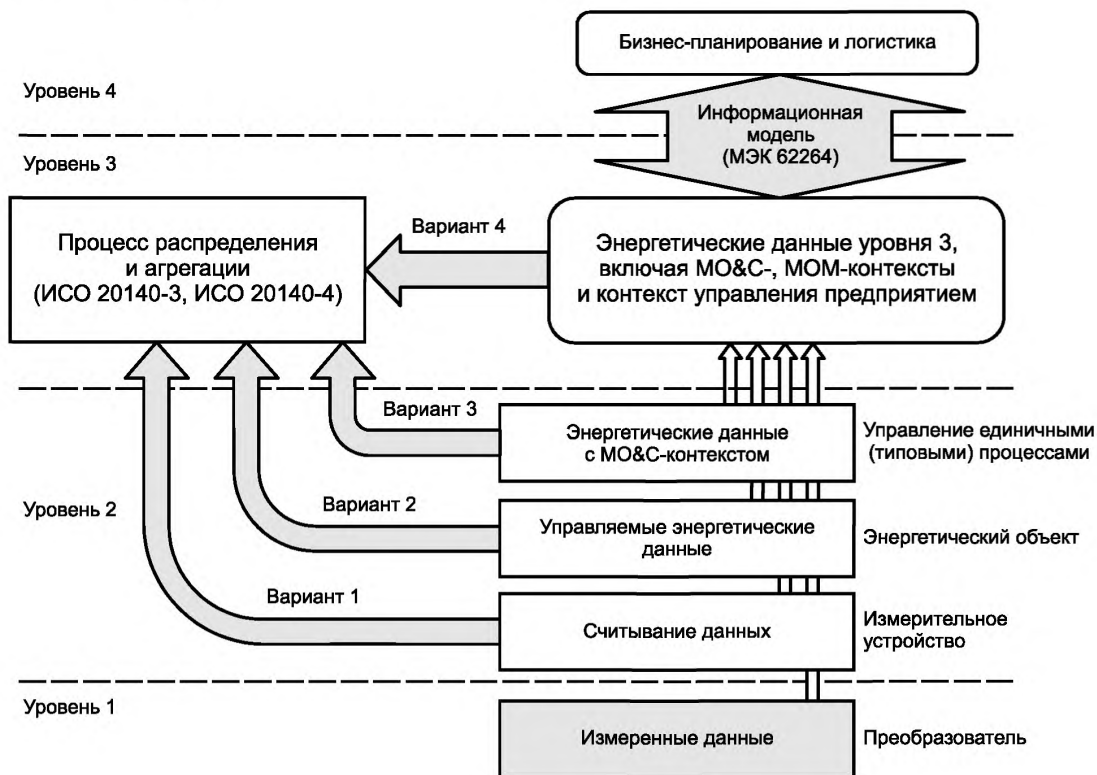 Бизнес-планирование и логистика
Уровень 4
Информационная
модель
(МЭК 62264)
Уровень 3
Процесс распределения
и агрегации
(ИСО 20140-3, ИСО 20140-4)
Вариант 4
Энергетические данные уровня 3,
включая MO&C-, МОМ-контексты
и контекст управления предприятием
Вариант 3
Энергетические данные
с MO&C-контекстом
Управление единичными
(типовыми) процессами
Уровень 2
Вариант 2
Управляемые энергетические
данные
Энергетический объект
Вариант 1
Считывание данных
Измерительное
устройство
Уровень 1
Измеренные данные
Преобразователь